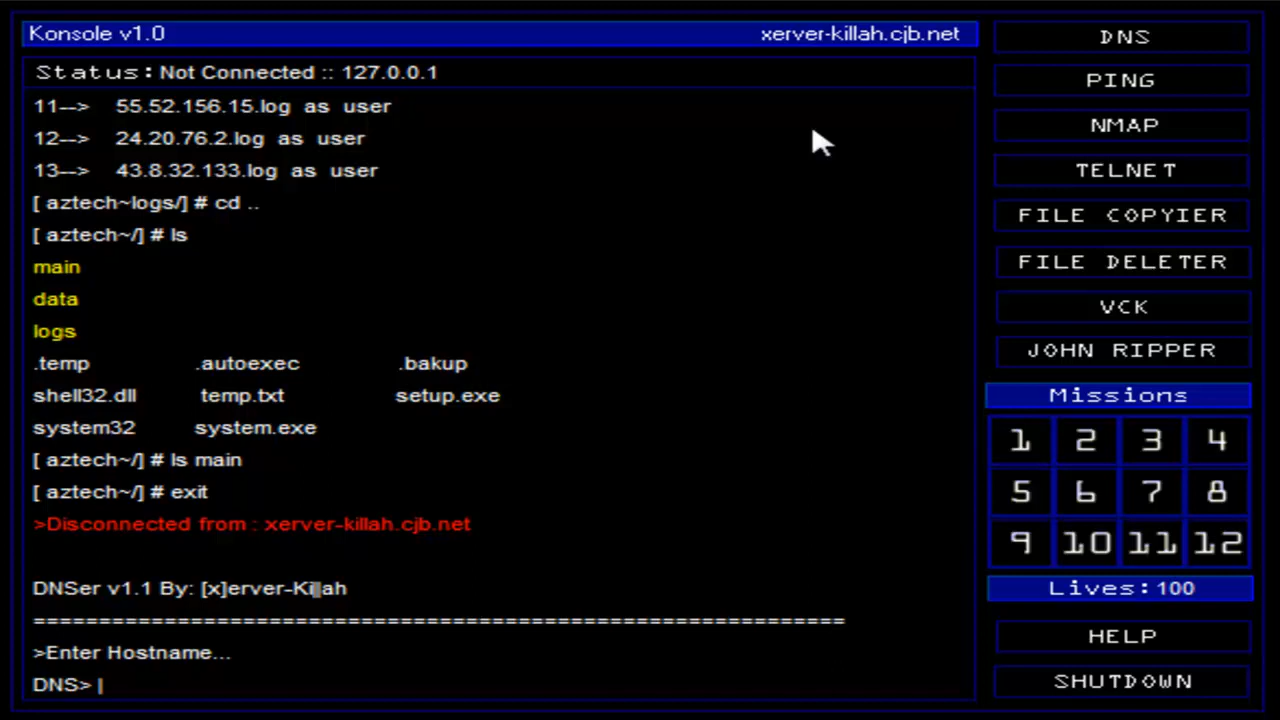 Konsole v1.0 xerver-killah.cjb.net
Status: Not Connected :: 127.0.0.1
11--> 55.52.156.15.log as user
12--> 24.20.76.2.log as user
13--> 43.8.32.133.log as user
[ aztech~logs/] # cd ..
[ aztech~/] # ls
main
data
logs
.temp .autoexec .bakup
shell32.dll temp.txt setup.exe
system32 system.exe
[ aztech~/] # ls main
[ aztech~/] # exit
>Disconnected from : xerver-killah.cjb.net
DNSer v1.1 By: [x]erver-Killah
==============================================================
>Enter Hostname...
DNS> |
DNS
PING
NMAP
TELNET
FILE COPYIER
FILE DELETER
VCK
JOHN RIPPER
Missions
1 2 3 4
5 6 7 8
9 10 11 12
Lives:100
HELP
SHUTDOWN